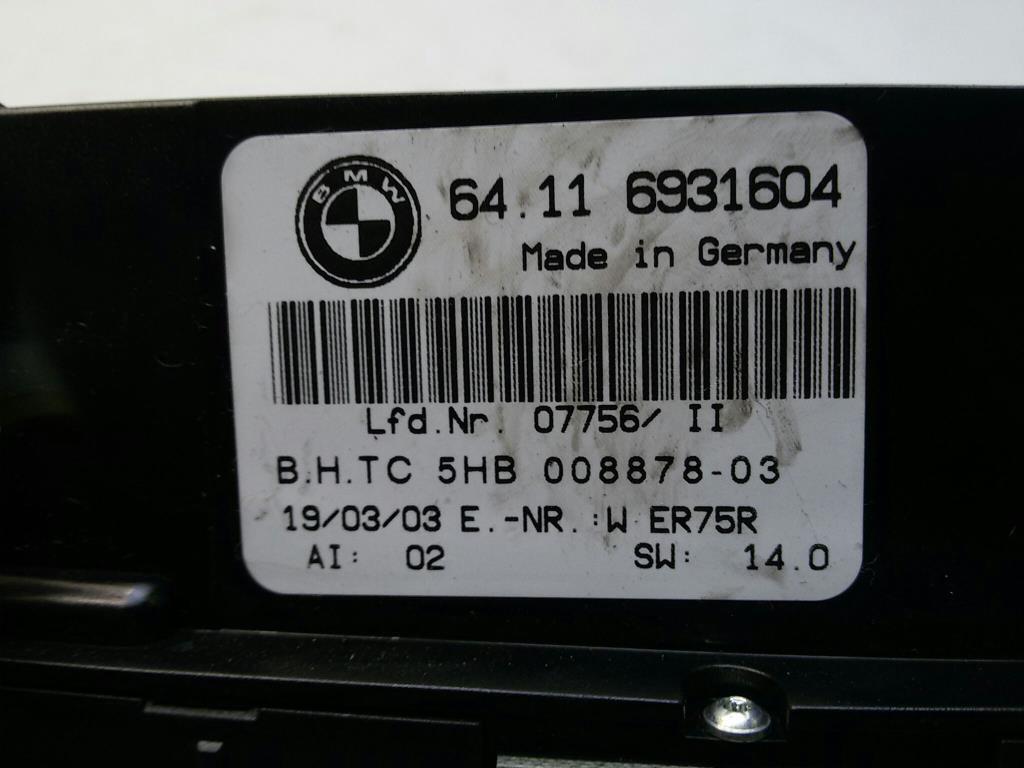 BMW 64.11 6931604
Made in Germany
Lfd.Nr. 07756/ II
B.H.TC 5HB 008878-03
19/03/03 E.-NR.:W ER75R
AI: 02 SW: 14.0